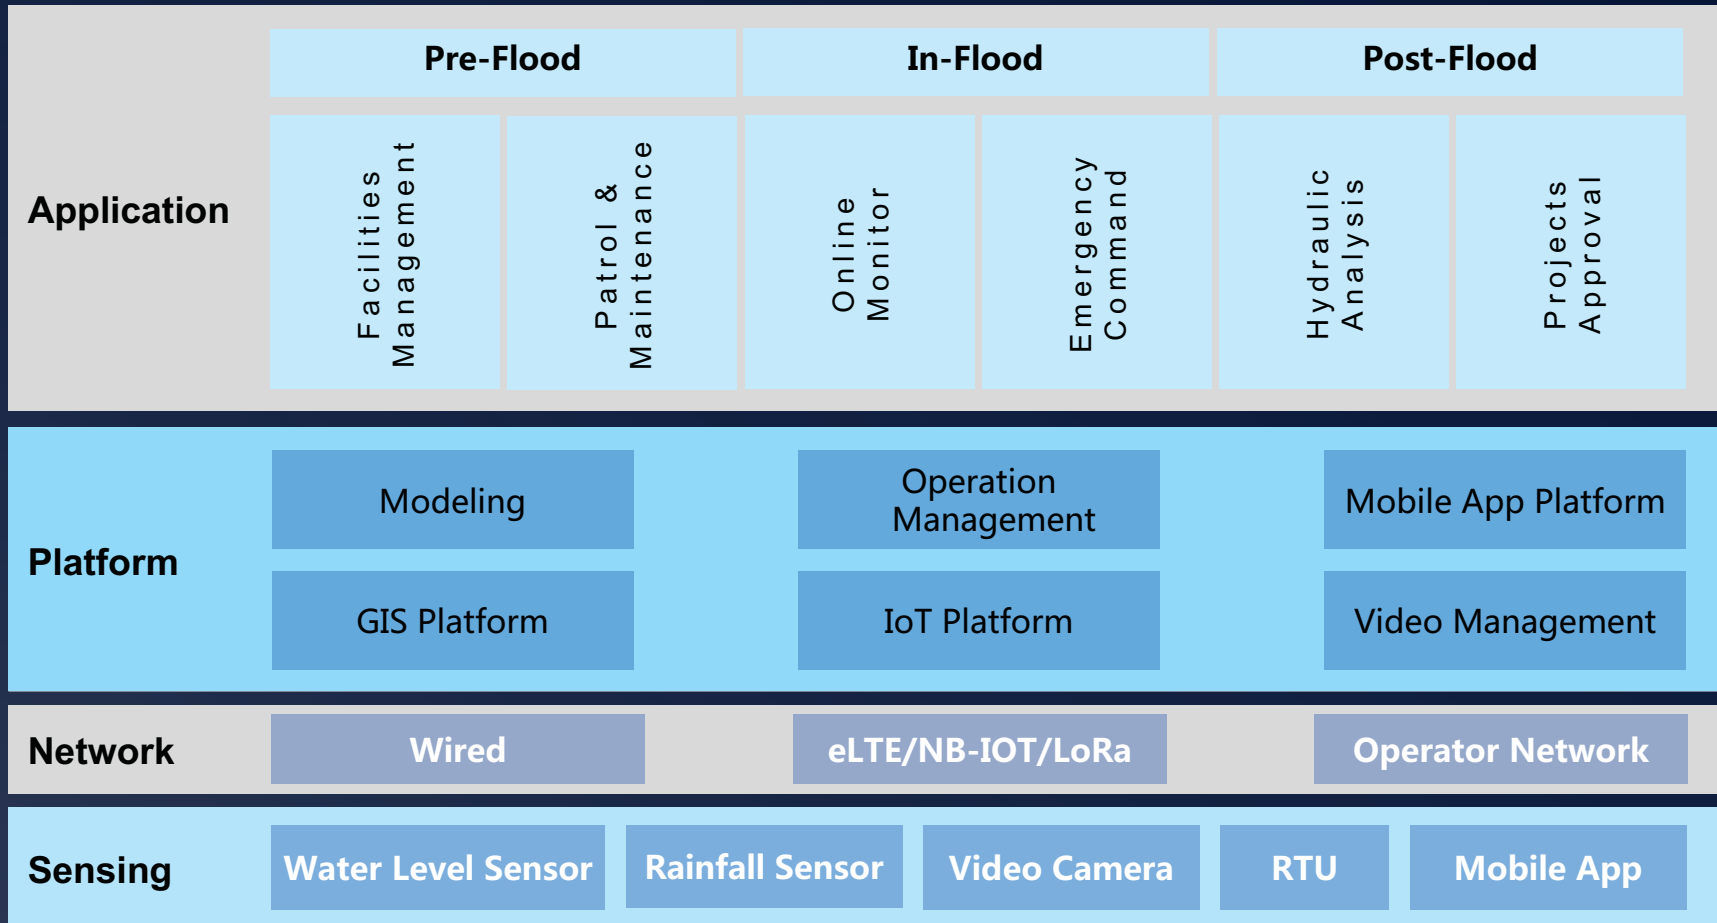 Application
Pre-Flood
In-Flood
Post-Flood
Facilities
Management
Patrol &
Maintenance
Online
Monitor
Emergency
Command
Hydraulic
Analysis
Projects
Approval
Platform
Modeling
Operation
Management
Mobile App Platform
GIS Platform
IoT Platform
Video Management
Network
Wired
eLTE/NB-IOT/LoRa
Operator Network
Sensing
Water Level Sensor
Rainfall Sensor
Video Camera
RTU
Mobile App